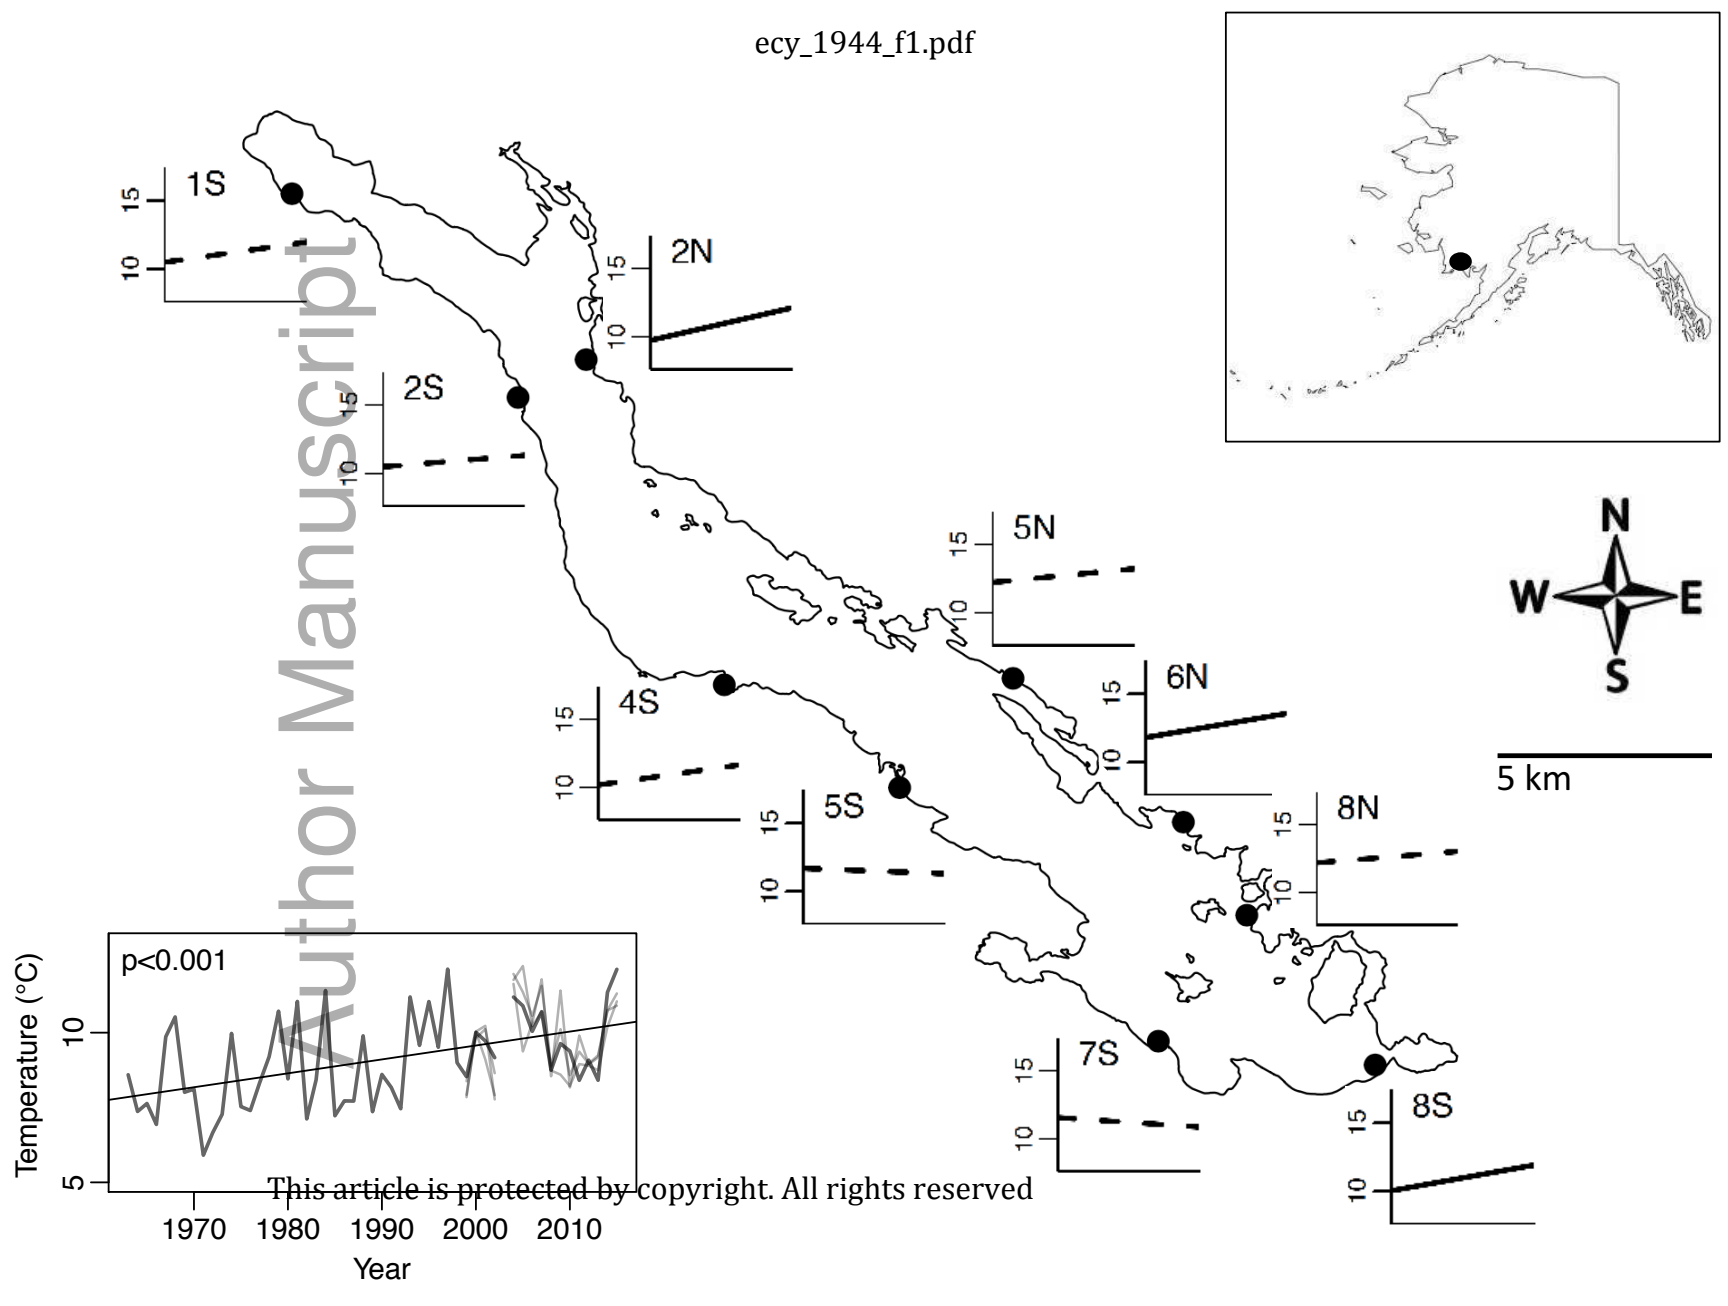 ecy_1944_f1.pdf
1S
15
10
2N
15
10
2S
15
10
5N
15
10
N
W E
S
6N
15
10
4S
15
10
5 km
5S
15
10
8N
15
10
7S
15
10
8S
15
10
Author Manuscript
p<0.001
Temperature (°C)
10
5
1970 1980 1990 2000 2010
Year
This article is protected by copyright. All rights reserved